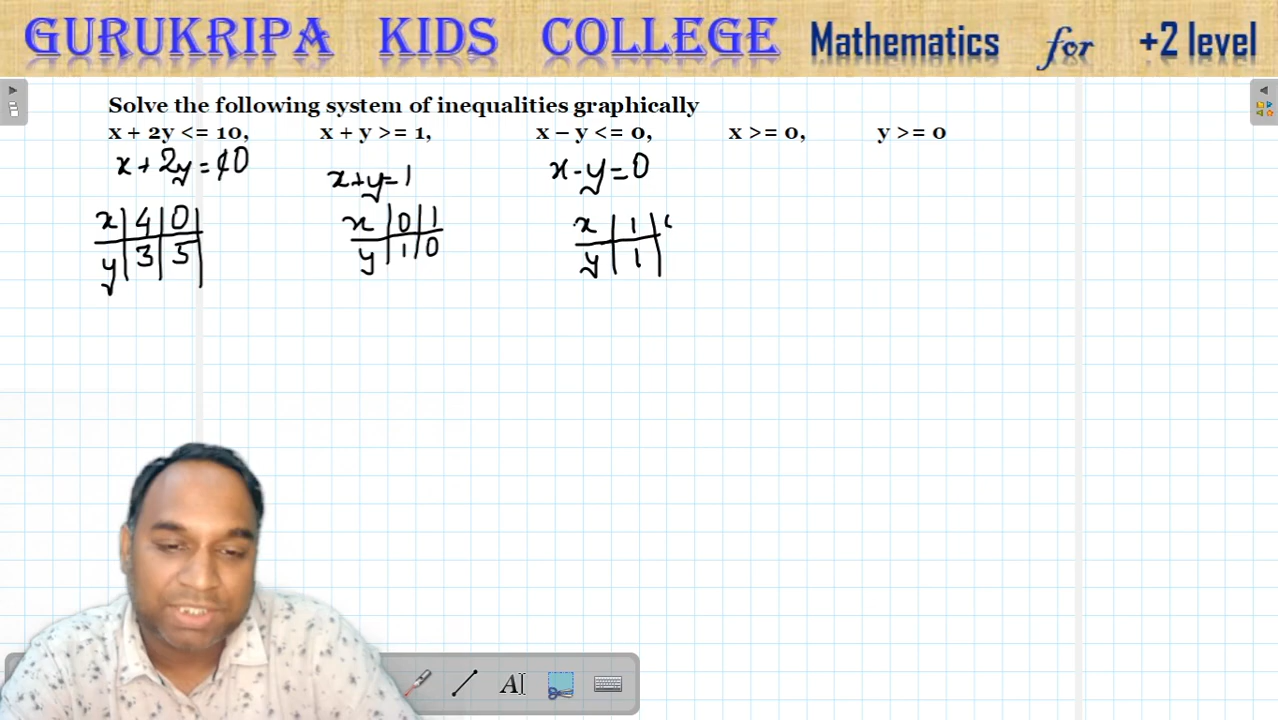 GURUKRIPA KIDS COLLEGE Mathematics for +2 level
Solve the following system of inequalities graphically
x + 2y <= 10, x + y >= 1, x – y <= 0, x >= 0, y >= 0
x + 2y = 10 x+y=1 x - y = 0
x 4 0 x 0 1 x 1
y 3 5 y 1 0 y 1
A